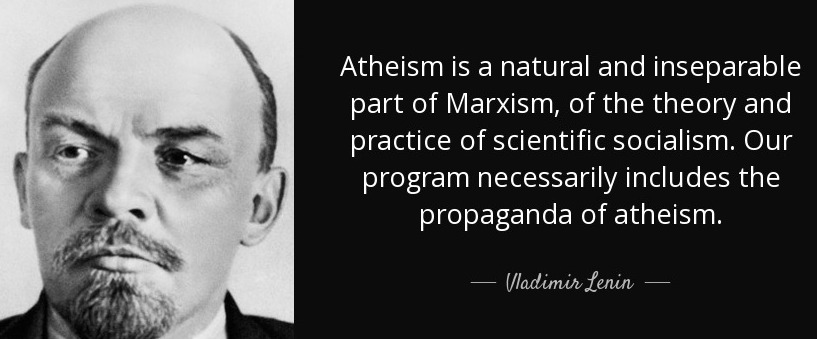 Atheism is a natural and inseparable
part of Marxism, of the theory and
practice of scientific socialism. Our
program necessarily includes the
propaganda of atheism.
Vladimir Lenin